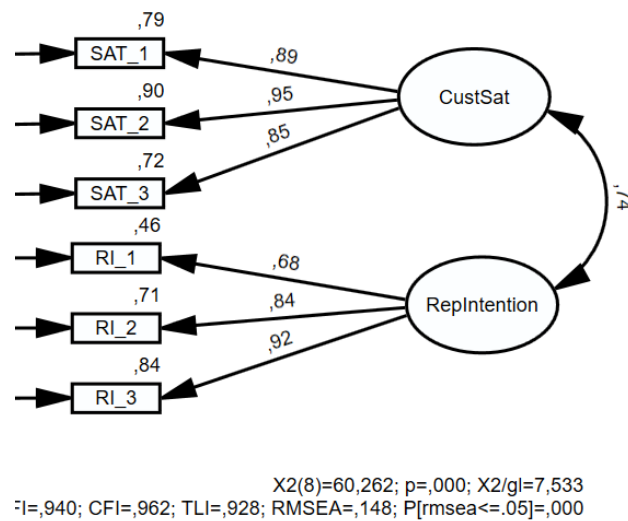 ,79
SAT_1
,89
,90
SAT_2
,95
CustSat
,72
SAT_3
,85
,74
,46
RI_1
,68
,71
RI_2
,84
RepIntention
,84
RI_3
,92
X2(8)=60,262; p=,000; X2/gl=7,533
FI=,940; CFI=,962; TLI=,928; RMSEA=,148; P[rmsea<=.05]=,000